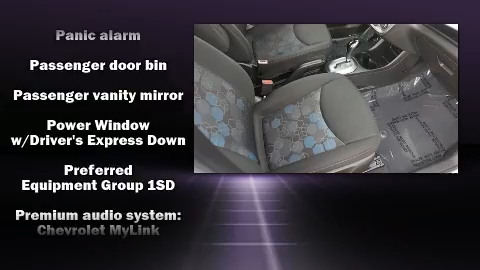 Panic alarm
Passenger door bin
Passenger vanity mirror
Power Window
w/Driver's Express Down
Preferred
Equipment Group 1SD
Premium audio system:
Chevrolet MyLink